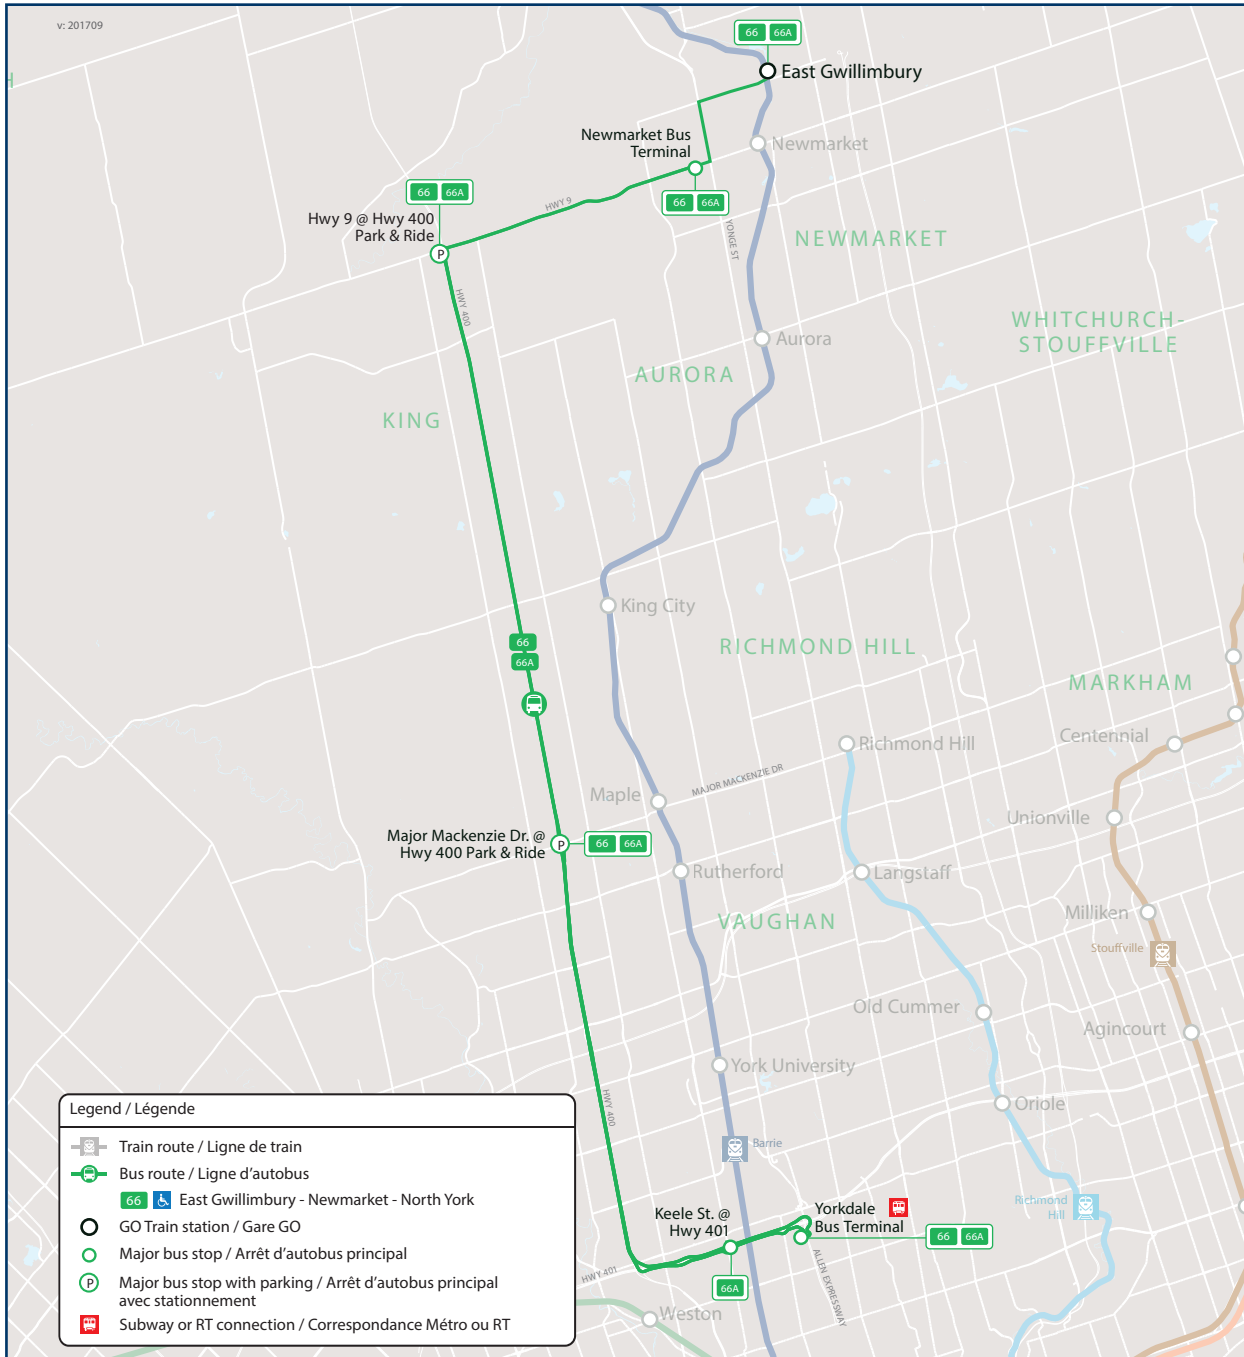 v: 201709
66 66A
East Gwillimbury
Newmarket Bus
Terminal
Newmarket
66 66A
66 66A
HWY 9
Hwy 9 @ Hwy 400
Park & Ride
P
YONGE ST
NEWMARKET
HWY 400
WHITCHURCH-
STOUFFVILLE
Aurora
AURORA
KING
King City
66
66A
RICHMOND HILL
MARKHAM
Centennial
Richmond Hill
MAJOR MACKENZIE DR
Maple
Unionville
Major Mackenzie Dr. @
Hwy 400 Park & Ride
P
66 66A
Rutherford
Langstaff
VAUGHAN
Milliken
Stouffville
Old Cummer
Agincourt
York University
HWY 400
Oriole
Barrie
Richmond
Hill
Keele St. @
Hwy 401
Yorkdale
Bus Terminal
66 66A
HWY 401
66A
ALLEN EXPRESSWAY
Weston
H
Legend / Légende
Train route / Ligne de train
Bus route / Ligne d'autobus
66 East Gwillimbury - Newmarket - North York
GO Train station / Gare GO
Major bus stop / Arrêt d'autobus principal
P Major bus stop with parking / Arrêt d'autobus principal
avec stationnement
Subway or RT connection / Correspondance Métro ou RT